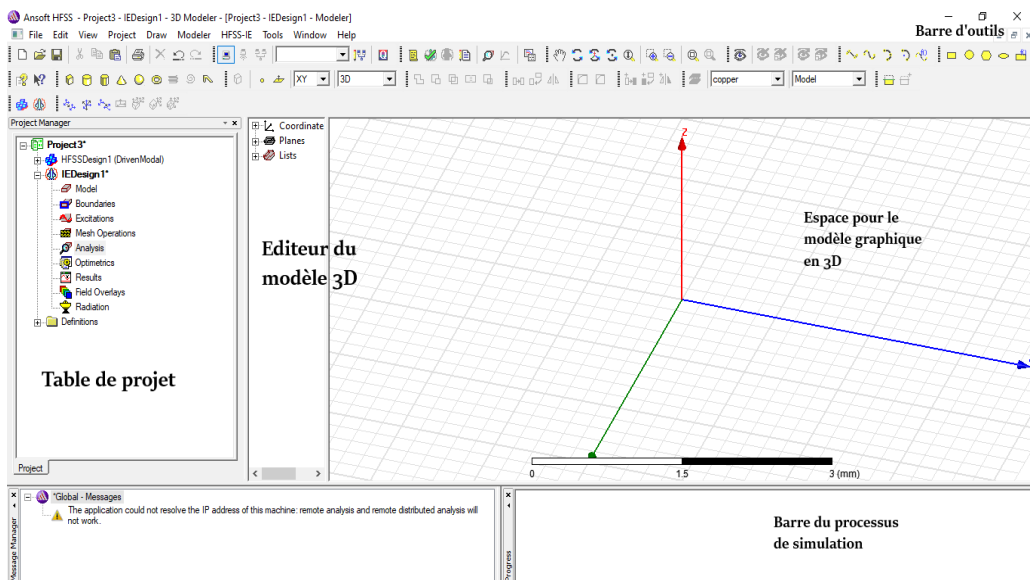 Ansoft HFSS - Project3 - IEDesign1 - 3D Modeler - [Project3 - IEDesign1 - Modeler]
File Edit View Project Draw Modeler HFSS-IE Tools Window Help
Barre d'outils
XY 3D copper Model
Project Manager
Project3*
HFSSDesign1 (DrivenModal)
IEDesign1*
Model
Boundaries
Excitations
Mesh Operations
Analysis
Optimetrics
Results
Field Overlays
Radiation
Definitions
Table de projet
Project
Coordinate
Planes
Lists
Editeur du
modèle 3D
Z
Espace pour le
modèle graphique
en 3D
0 1.5 3 (mm)
Message Manager
*Global - Messages
The application could not resolve the IP address of this machine: remote analysis and remote distributed analysis will
not work.
Progress
Barre du processus
de simulation